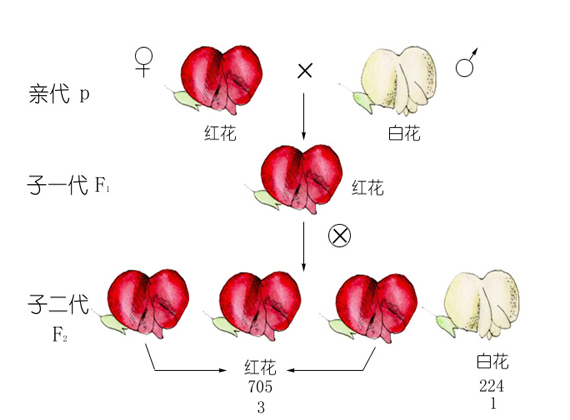 ♀ × ♂
亲代 p
红花 白花
子一代 F₁ 红花
⊗
子二代
F₂
红花 白花
705 224
3 1